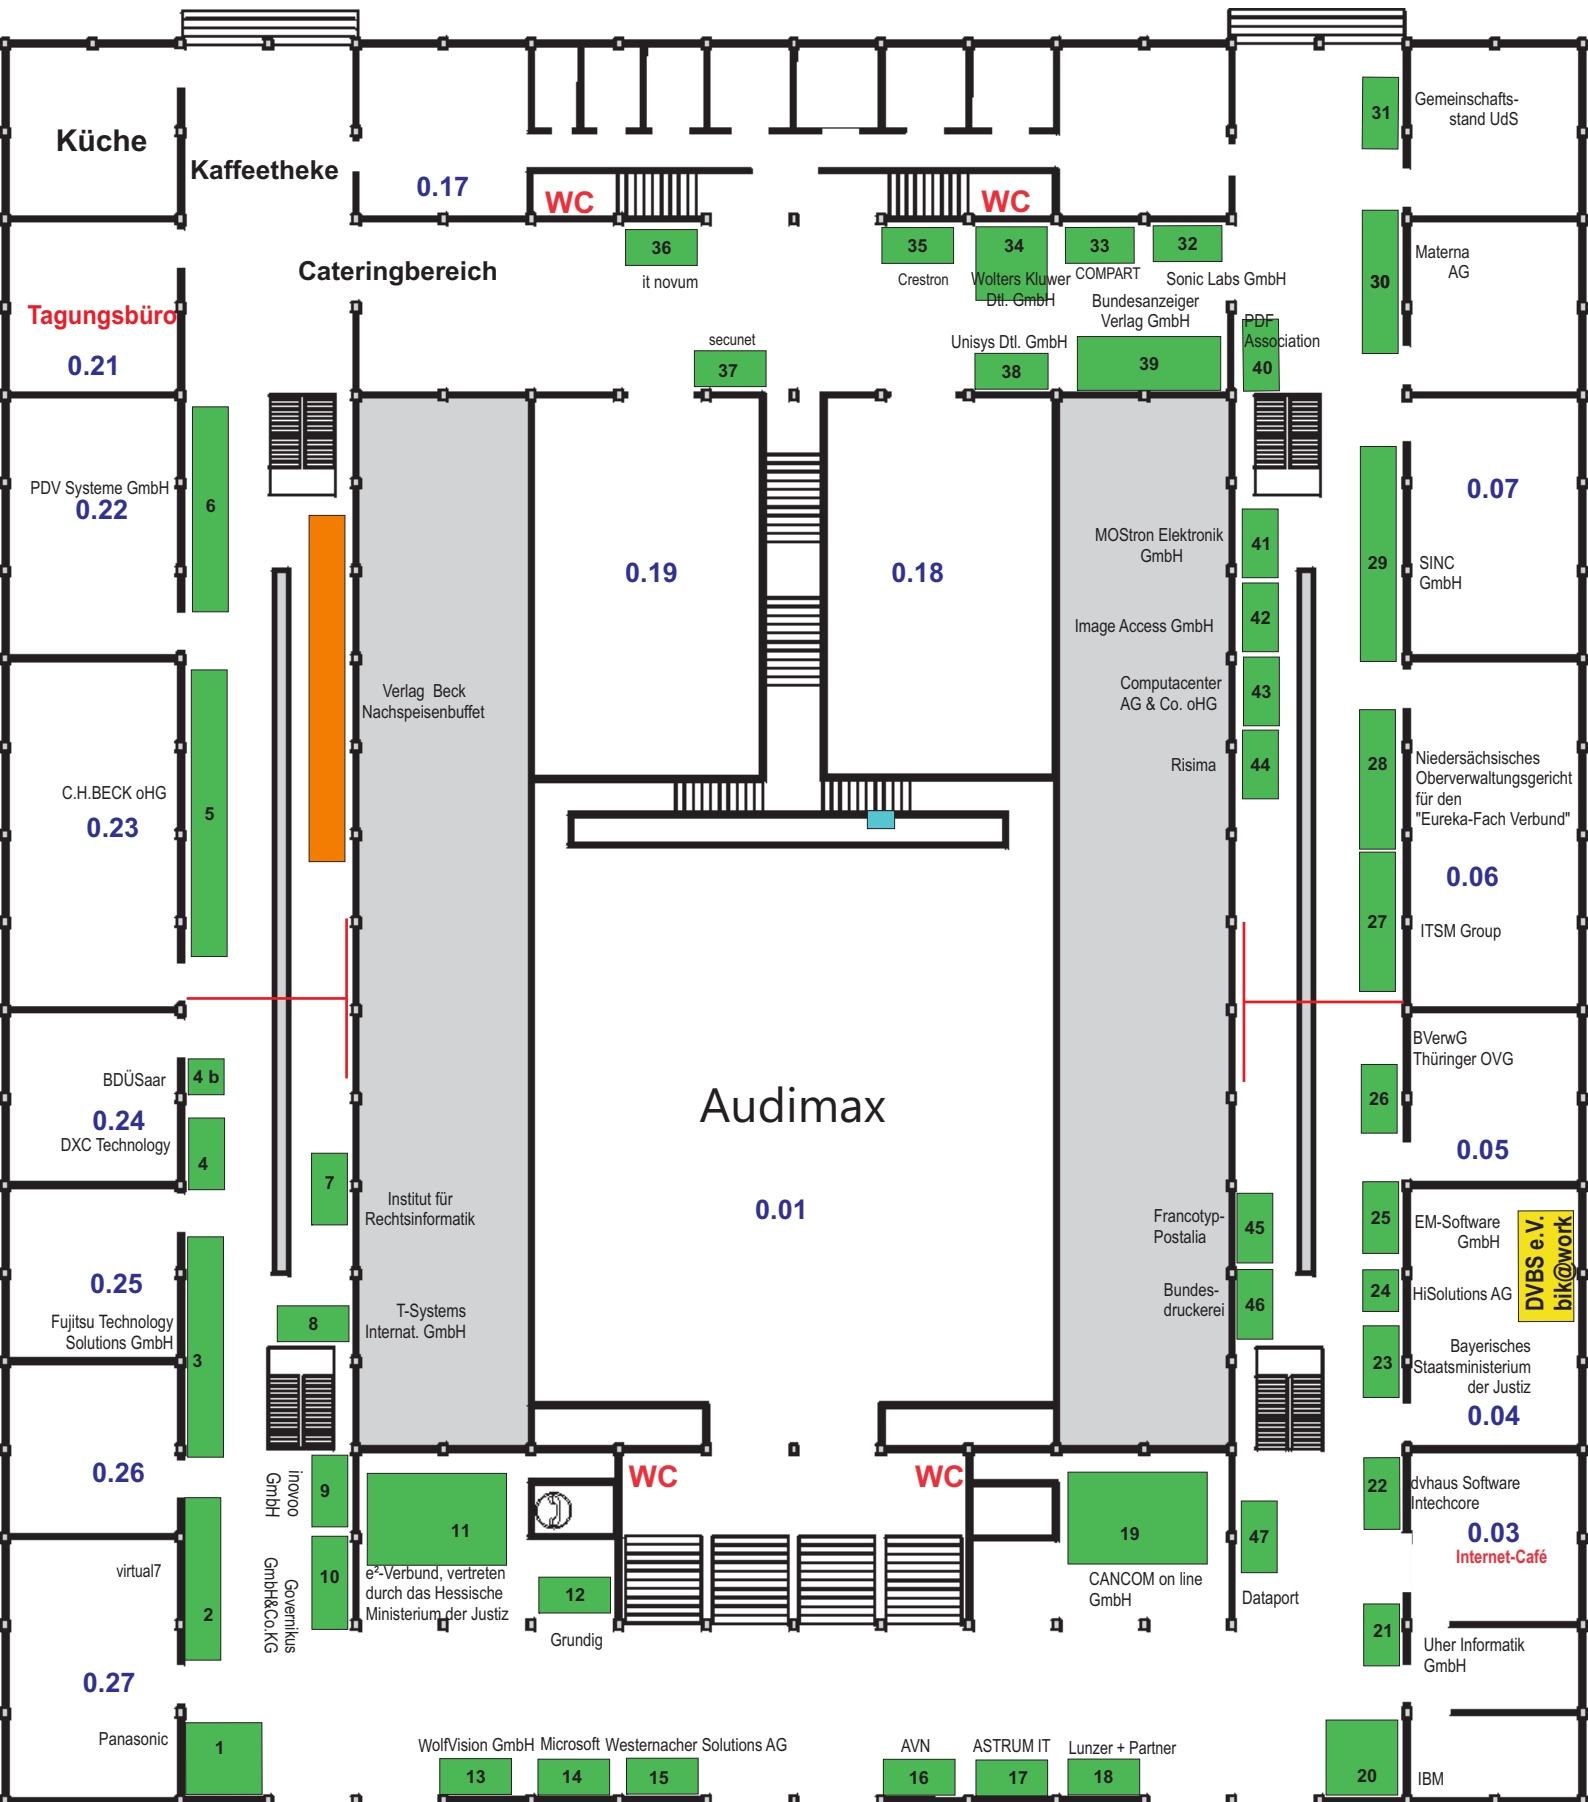 Küche
Kaffeetheke
0.17
WC
WC
31
Gemeinschafts-
stand UdS
36
it novum
35
Crestron
34
Wolters Kluwer
Dtl. GmbH
33
COMPART
32
Sonic Labs GmbH
30
Materna
AG
Cateringbereich
Tagungsbüro
0.21
secunet
37
Unisys Dtl. GmbH
38
Bundesanzeiger
Verlag GmbH
39
PDF
Association
40
PDV Systeme GmbH
0.22
6
0.19
0.18
MOStron Elektronik
GmbH
41
29
SINC
GmbH
0.07
Image Access GmbH
42
Verlag Beck
Nachspeisenbuffet
Computacenter
AG & Co. oHG
43
Risima
44
C.H.BECK oHG
0.23
5
28
Niedersächsisches
Oberverwaltungsgericht
für den
"Eureka-Fach Verbund"
0.06
27
ITSM Group
BDÜSaar
4 b
0.24
DXC Technology
4
Audimax
0.01
BVerwG
Thüringer OVG
26
0.05
7
Institut für
Rechtsinformatik
Francotyp-
Postalia
45
25
EM-Software
GmbH
DVBS e.V.
bik@work
0.25
Fujitsu Technology
Solutions GmbH
3
8
T-Systems
Internat. GmbH
Bundes-
druckerei
46
24
HiSolutions AG
23
Bayerisches
Staatsministerium
der Justiz
0.04
0.26
inovoo
GmbH
9
11
e²-Verbund, vertreten
durch das Hessische
Ministerium der Justiz
WC
WC
19
CANCOM on line
GmbH
47
Dataport
22
dvhaus Software
Intechcore
0.03
Internet-Café
virtual7
2
Governikus
GmbH&Co.KG
10
12
Grundig
21
Uher Informatik
GmbH
0.27
Panasonic
1
WolfVision GmbH
13
Microsoft
14
Westernacher Solutions AG
15
AVN
16
ASTRUM IT
17
Lunzer + Partner
18
20
IBM